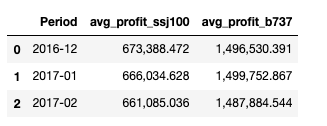 Period avg_profit_ssj100 avg_profit_b737
0 2016-12 673,388.472 1,496,530.391
1 2017-01 666,034.628 1,499,752.867
2 2017-02 661,085.036 1,487,884.544